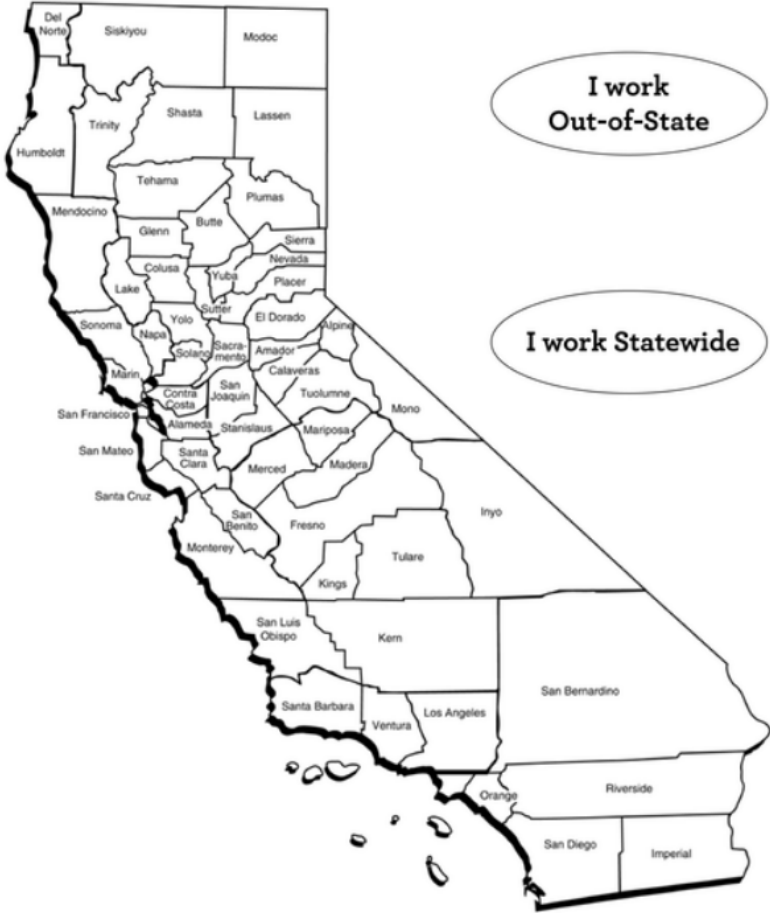 Del
Norte
Siskiyou
Modoc
I work
Out-of-State
Shasta
Lassen
Trinity
Humboldt
Tehama
Plumas
Mendocino
Butte
Glenn
Sierra
Nevada
Colusa
Yuba
Placer
Lake
Sutter
El Dorado
Yolo
Sonoma
Alpine
Napa
I work Statewide
Sacra-
mento
Solano
Amador
Calaveras
Marin
San
Joaquin
Contra
Costa
Tuolumne
Mono
San Francisco
Alameda
Stanislaus
Mariposa
San Mateo
Santa
Clara
Merced
Madera
Santa Cruz
Inyo
San
Benito
Fresno
Monterey
Tulare
Kings
San Luis
Obispo
Kern
San Bernardino
Santa Barbara
Los Angeles
Ventura
Riverside
Orange
San Diego
Imperial